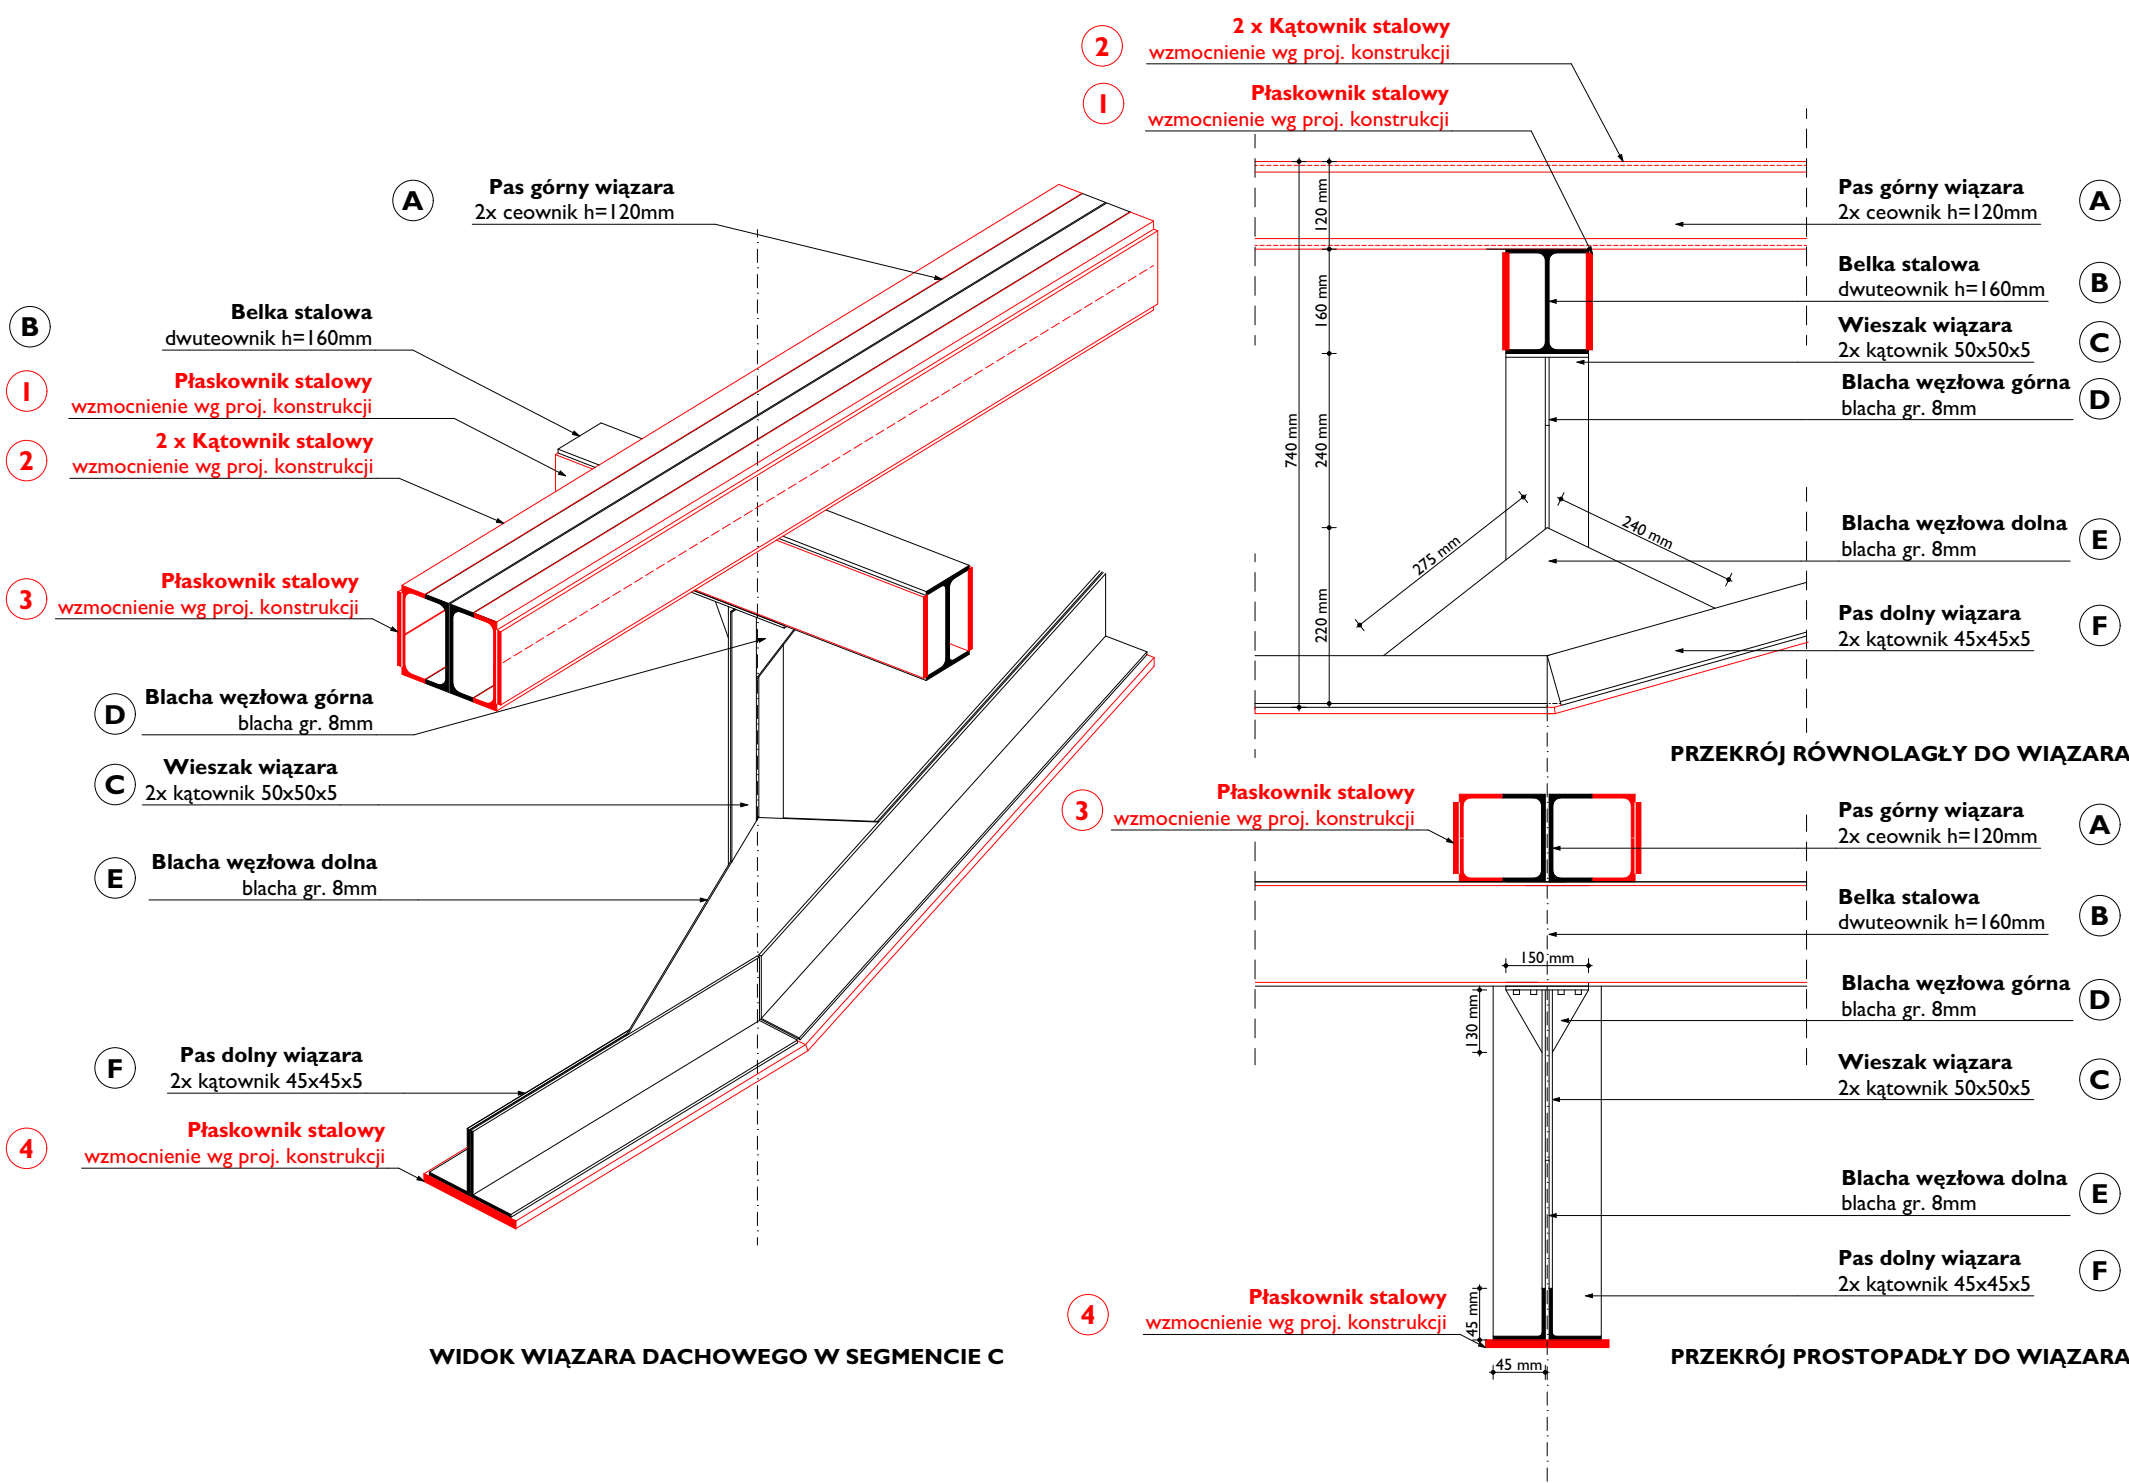 A
Pas górny wiązara
2x ceownik h=120mm
B
Belka stalowa
dwuteownik h=160mm
1
Płaskownik stalowy
wzmocnienie wg proj. konstrukcji
2
2 x Kątownik stalowy
wzmocnienie wg proj. konstrukcji
3
Płaskownik stalowy
wzmocnienie wg proj. konstrukcji
D
Blacha węzłowa górna
blacha gr. 8mm
C
Wieszak wiązara
2x kątownik 50x50x5
E
Blacha węzłowa dolna
blacha gr. 8mm
F
Pas dolny wiązara
2x kątownik 45x45x5
4
Płaskownik stalowy
wzmocnienie wg proj. konstrukcji
WIDOK WIĄZARA DACHOWEGO W SEGMENCIE C
2
2 x Kątownik stalowy
wzmocnienie wg proj. konstrukcji
1
Płaskownik stalowy
wzmocnienie wg proj. konstrukcji
740 mm
120 mm
160 mm
240 mm
220 mm
275 mm
240 mm
Pas górny wiązara
2x ceownik h=120mm
A
Belka stalowa
dwuteownik h=160mm
B
Wieszak wiązara
2x kątownik 50x50x5
C
Blacha węzłowa górna
blacha gr. 8mm
D
Blacha węzłowa dolna
blacha gr. 8mm
E
Pas dolny wiązara
2x kątownik 45x45x5
F
PRZEKRÓJ RÓWNOLAGŁY DO WIĄZARA
3
Płaskownik stalowy
wzmocnienie wg proj. konstrukcji
Pas górny wiązara
2x ceownik h=120mm
A
Belka stalowa
dwuteownik h=160mm
B
150 mm
130 mm
Blacha węzłowa górna
blacha gr. 8mm
D
Wieszak wiązara
2x kątownik 50x50x5
C
Blacha węzłowa dolna
blacha gr. 8mm
E
Pas dolny wiązara
2x kątownik 45x45x5
F
4
Płaskownik stalowy
wzmocnienie wg proj. konstrukcji
45 mm
45 mm
PRZEKRÓJ PROSTOPADŁY DO WIĄZARA